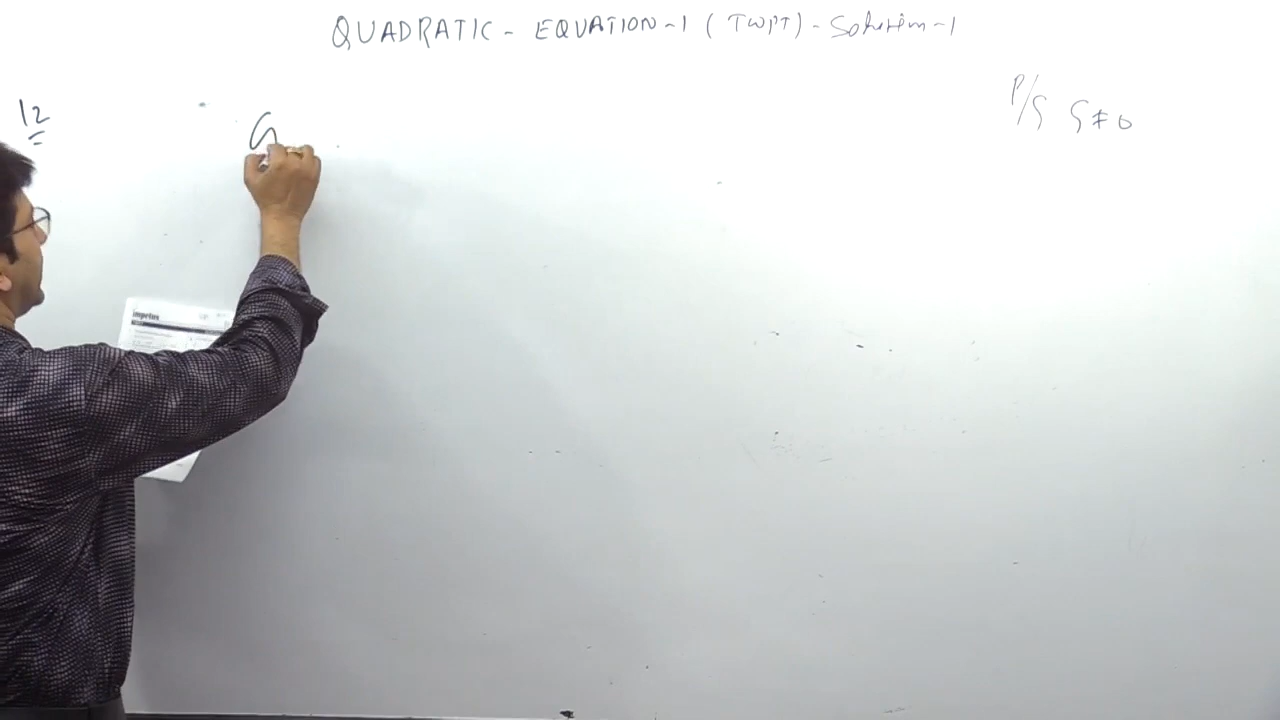 QUADRATIC - EQUATION-1 (TWPT) - Solution-1
12
P/q q ≠ 0
G